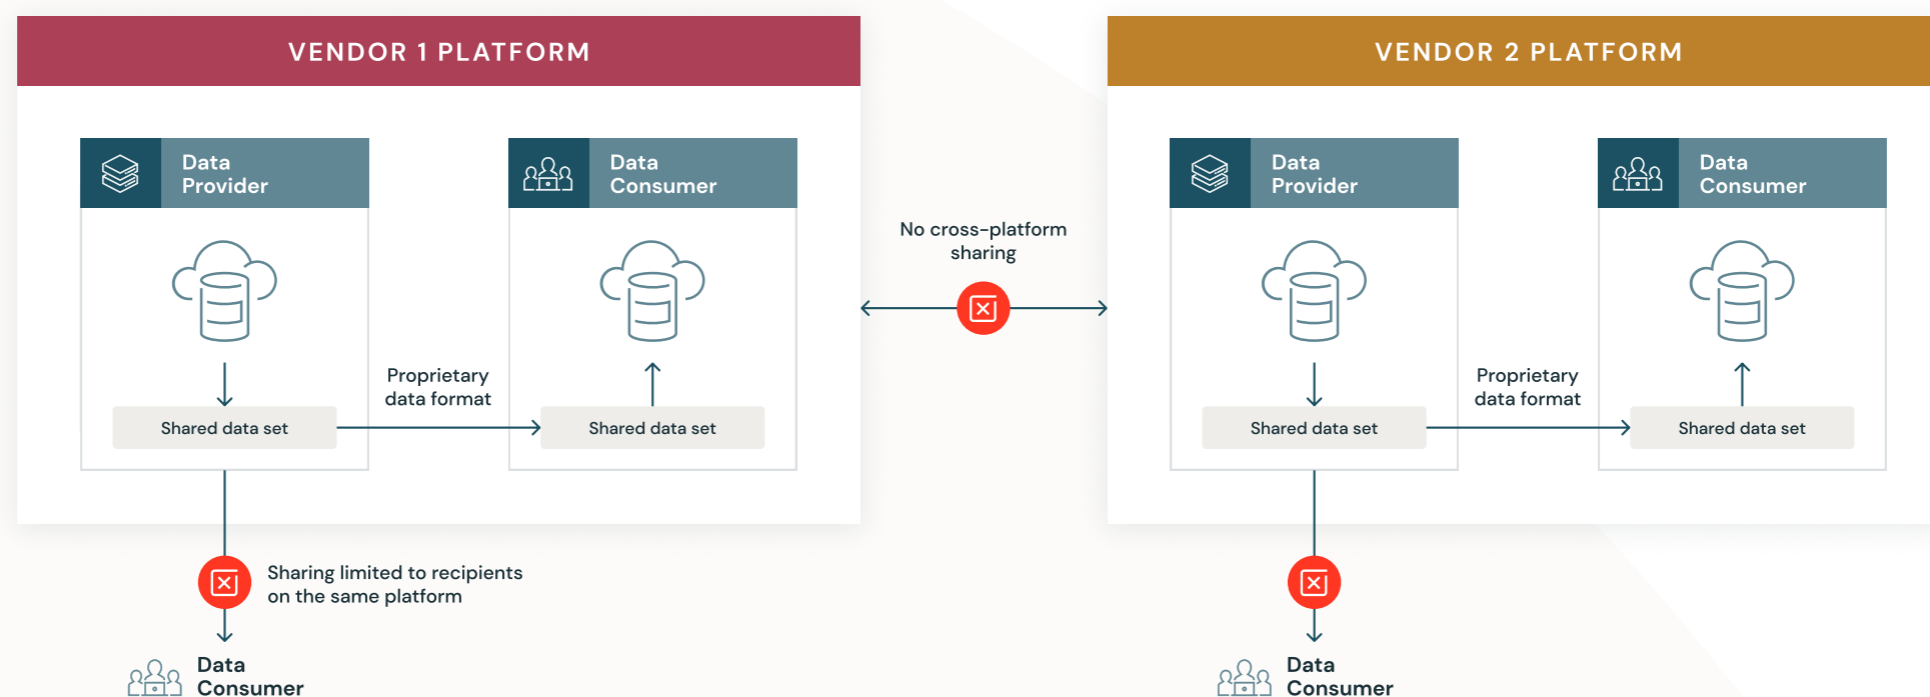 VENDOR 1 PLATFORM
VENDOR 2 PLATFORM
Data
Provider
Data
Consumer
Data
Provider
Data
Consumer
No cross-platform
sharing
Proprietary
data format
Proprietary
data format
Shared data set
Shared data set
Shared data set
Shared data set
Sharing limited to recipients
on the same platform
Data
Consumer
Data
Consumer